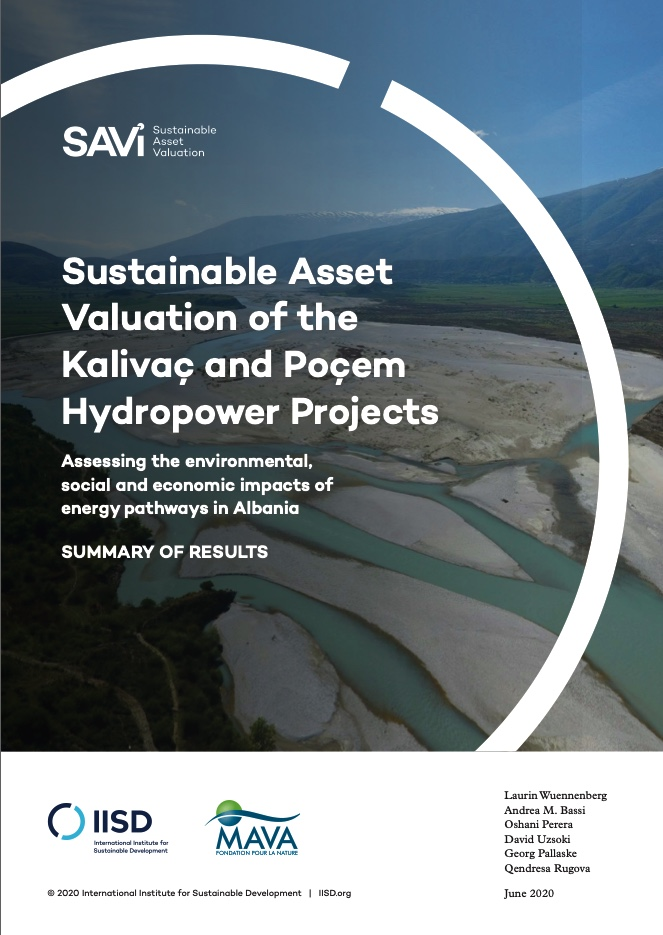 SAVi
Sustainable
Asset
Valuation
Sustainable Asset
Valuation of the
Kalivaç and Poçem
Hydropower Projects
Assessing the environmental,
social and economic impacts of
energy pathways in Albania
SUMMARY OF RESULTS
IISD
International Institute for
Sustainable Development
MAVA
FONDATION POUR LA NATURE
Laurin Wuennenberg
Andrea M. Bassi
Oshani Perera
David Uzsoki
Georg Pallaske
Qendresa Rugova
© 2020 International Institute for Sustainable Development | IISD.org
June 2020